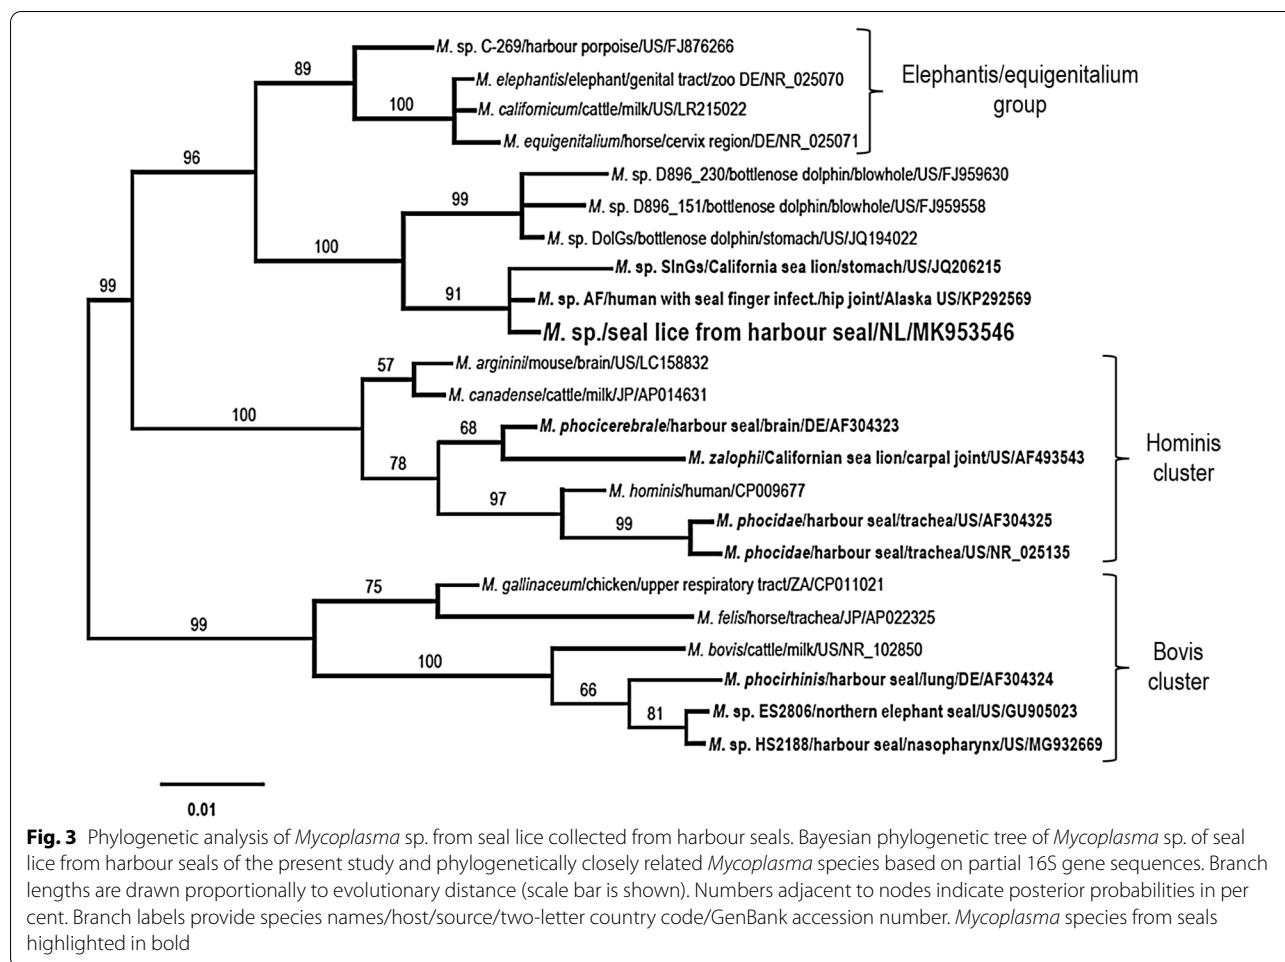 M. sp. C-269/harbour porpoise/US/FJ876266
89
M. elephantis/elephant/genital tract/zoo DE/NR_025070
Elephantis/equigenitalium
group
100
M. californicum/cattle/milk/US/LR215022
M. equigenitalium/horse/cervix region/DE/NR_025071
96
M. sp. D896_230/bottlenose dolphin/blowhole/US/FJ959630
99
M. sp. D896_151/bottlenose dolphin/blowhole/US/FJ959558
M. sp. DolGs/bottlenose dolphin/stomach/US/JQ194022
100
M. sp. SlnGs/California sea lion/stomach/US/JQ206215
99
91
M. sp. AF/human with seal finger infect./hip joint/Alaska US/KP292569
M. sp./seal lice from harbour seal/NL/MK953546
57
M. arginini/mouse/brain/US/LC158832
M. canadense/cattle/milk/JP/AP014631
100
68
M. phocicerebrale/harbour seal/brain/DE/AF304323
Hominis
cluster
78
M. zalophi/Californian sea lion/carpal joint/US/AF493543
97
M. hominis/human/CP009677
99
M. phocidae/harbour seal/trachea/US/AF304325
M. phocidae/harbour seal/trachea/US/NR_025135
75
M. gallinaceum/chicken/upper respiratory tract/ZA/CP011021
99
M. felis/horse/trachea/JP/AP022325
100
M. bovis/cattle/milk/US/NR_102850
Bovis
cluster
66
M. phocirhinis/harbour seal/lung/DE/AF304324
81
M. sp. ES2806/northern elephant seal/US/GU905023
M. sp. HS2188/harbour seal/nasopharynx/US/MG932669
0.01
Fig. 3 Phylogenetic analysis of Mycoplasma sp. from seal lice collected from harbour seals. Bayesian phylogenetic tree of Mycoplasma sp. of seal
lice from harbour seals of the present study and phylogenetically closely related Mycoplasma species based on partial 16S gene sequences. Branch
lengths are drawn proportionally to evolutionary distance (scale bar is shown). Numbers adjacent to nodes indicate posterior probabilities in per
cent. Branch labels provide species names/host/source/two-letter country code/GenBank accession number. Mycoplasma species from seals
highlighted in bold